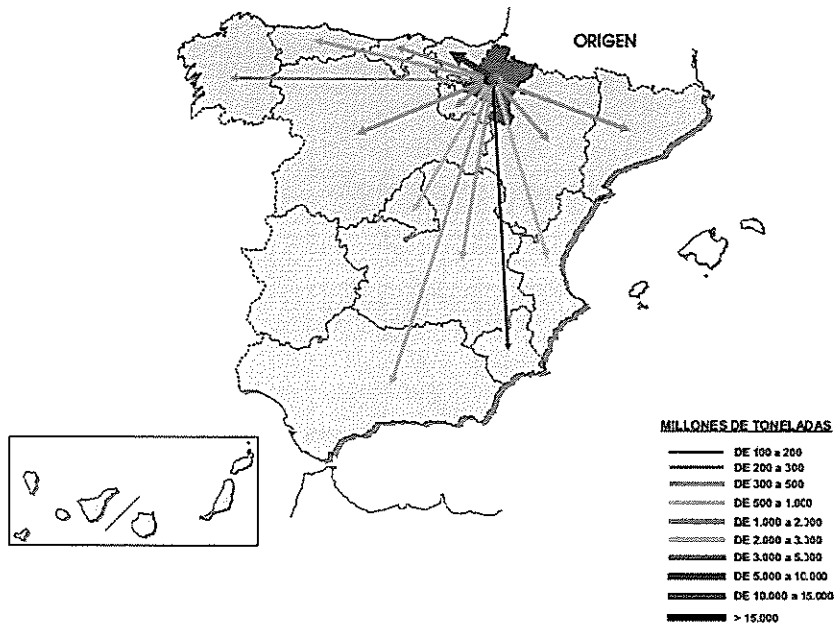 ORIGEN
MILLONES DE TONELADAS
DE 100 a 200
DE 200 a 300
DE 300 a 500
DE 500 a 1.000
DE 1.000 a 2.000
DE 2.000 a 3.000
DE 3.000 a 5.000
DE 5.000 a 10.000
DE 10.000 a 15.000
> 15.000